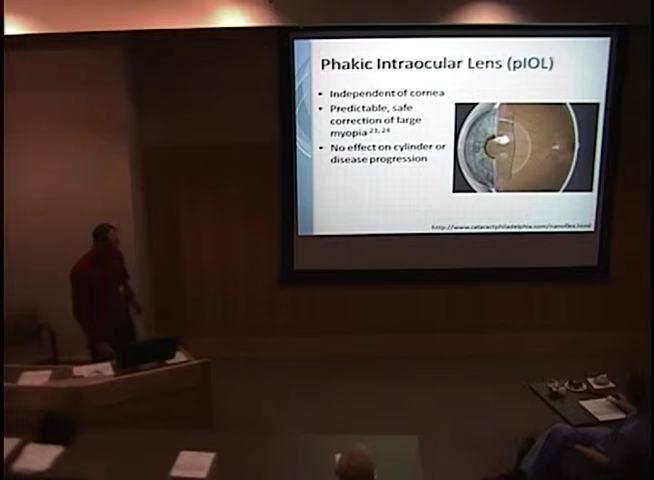 Phakic Intraocular Lens (pIOL)
• Independent of cornea
• Predictable, safe
correction of large
myopia 23, 24
• No effect on cylinder or
disease progression
http://www.cataractphiladelphia.com/nanoflex.html